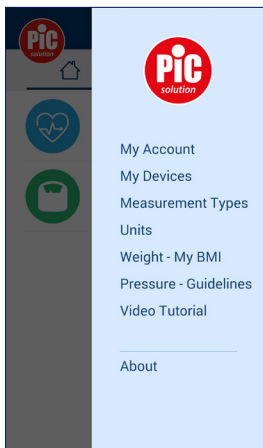 PiC
solution
PiC
solution
My Account
My Devices
Measurement Types
Units
Weight - My BMI
Pressure - Guidelines
Video Tutorial
About